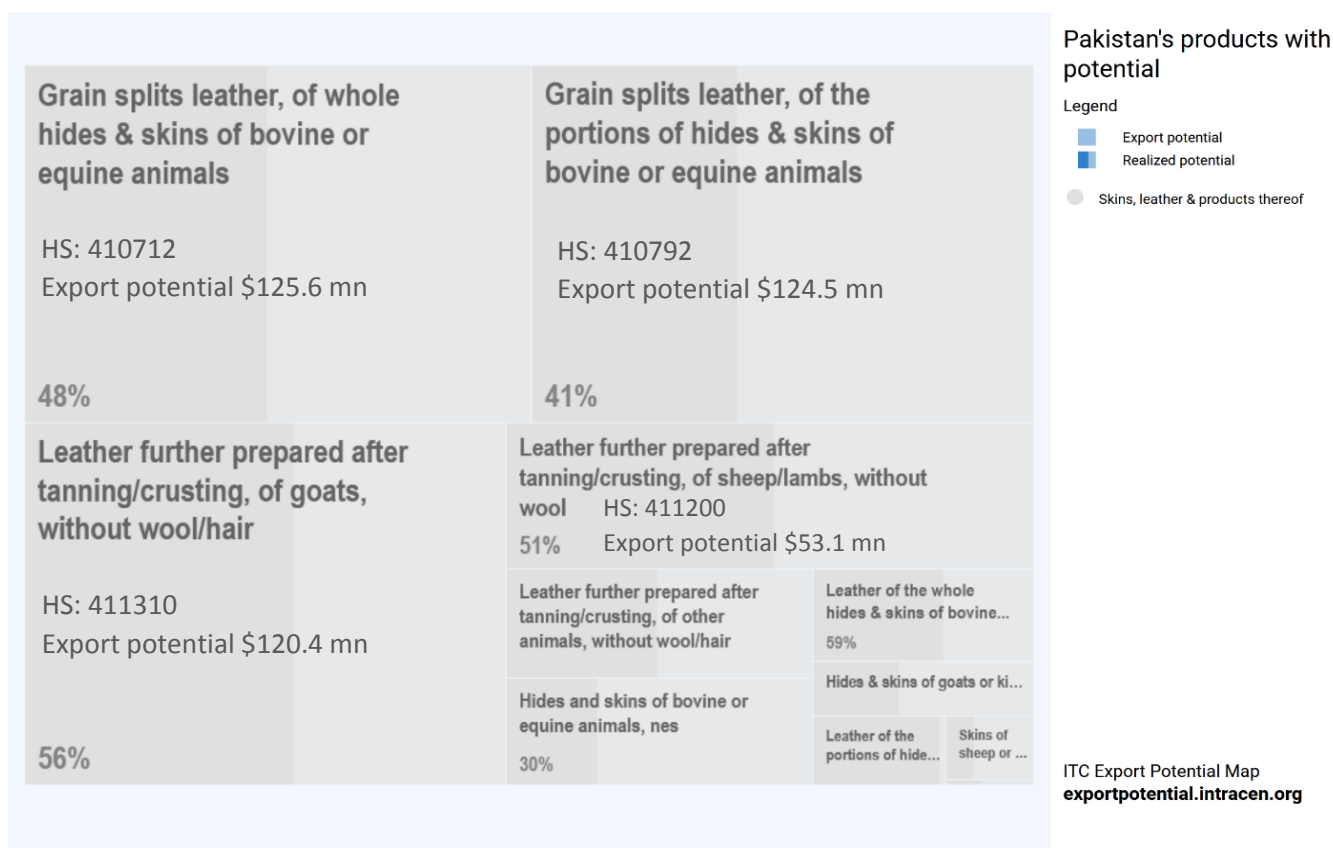 Pakistan's products with
potential
Legend
Export potential
Realized potential
Skins, leather & products thereof
Grain splits leather, of whole
hides & skins of bovine or
equine animals
HS: 410712
Export potential $125.6 mn
48%
Grain splits leather, of the
portions of hides & skins of
bovine or equine animals
HS: 410792
Export potential $124.5 mn
41%
Leather further prepared after
tanning/crusting, of goats,
without wool/hair
HS: 411310
Export potential $120.4 mn
56%
Leather further prepared after
tanning/crusting, of sheep/lambs, without
wool
HS: 411200
51%
Export potential $53.1 mn
Leather further prepared after
tanning/crusting, of other
animals, without wool/hair
Hides and skins of bovine or
equine animals, nes
30%
Leather of the whole
hides & skins of bovine...
59%
Hides & skins of goats or ki...
Leather of the
portions of hide...
Skins of
sheep or ...
ITC Export Potential Map
exportpotential.intracen.org